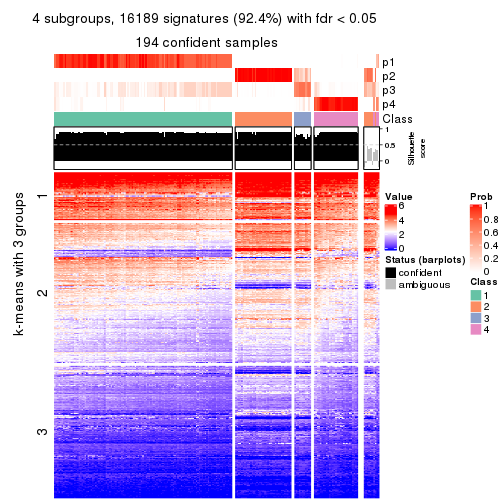 4 subgroups, 16189 signatures (92.4%) with fdr < 0.05
194 confident samples
p1
p2
p3
p4
Class
1
0.5
0
Silhouette
score
k-means with 3 groups
1
2
3
Value
6
4
2
0
Status (barplots)
confident
ambiguous
Prob
1
0.8
0.6
0.4
0.2
0
Class
1
2
3
4